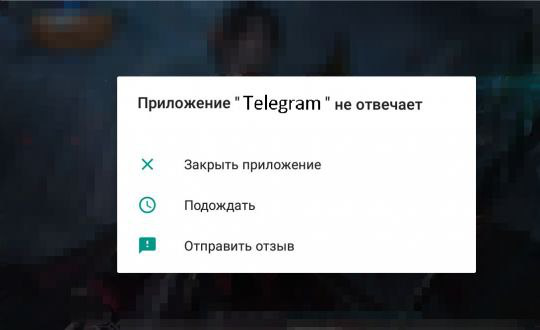 Приложение "Telegram" не отвечает
Закрыть приложение
Подождать
Отправить отзыв